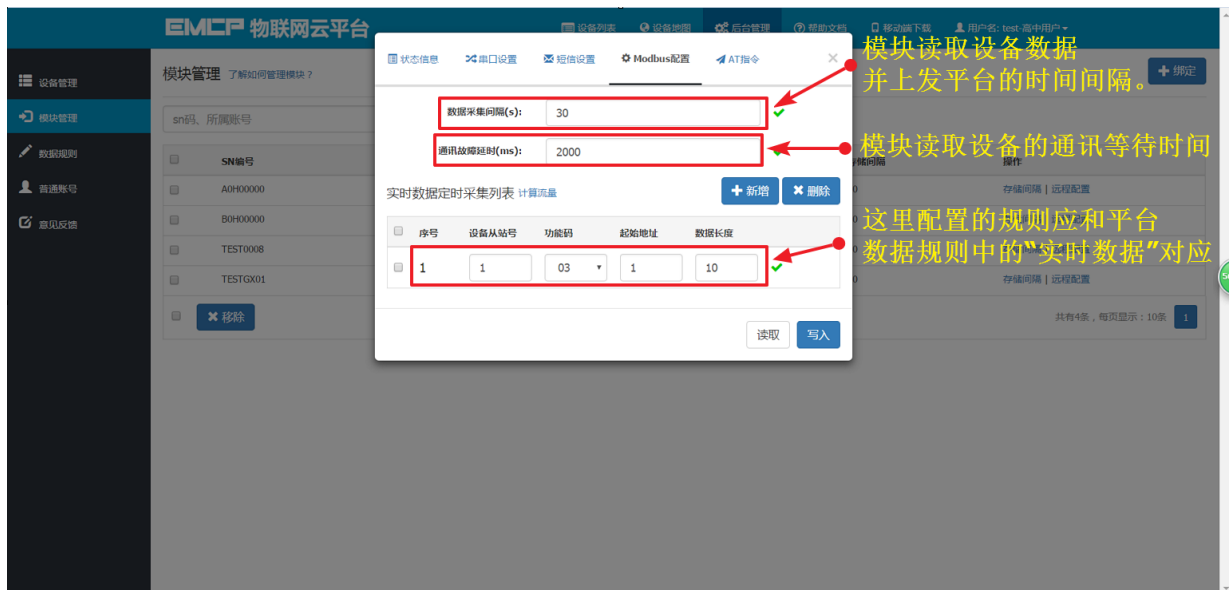 EMCP 物联网云平台
设备列表 设备地图 后台管理 帮助文档 移动端下载 用户名: test-高中用户
设备管理
模块管理
数据规则
普通账号
意见反馈
模块管理 了解如何管理模块？
绑定
sn码、所属账号
SN编号
操作
A0H00000
存储间隔 | 远程配置
B0H00000
TEST0008
TESTGX01
存储间隔 | 远程配置
移除
共有4条，每页显示：10条 1
状态信息 串口设置 短信设置 Modbus配置 AT指令 ×
数据采集间隔(s): 30
通讯故障延时(ms): 2000
实时数据定时采集列表 计算流量
新增 删除
序号 设备从站号 功能码 起始地址 数据长度
1 1 03 1 10
读取 写入
模块读取设备数据
并上发平台的时间间隔。
模块读取设备的通讯等待时间
这里配置的规则应和平台
数据规则中的“实时数据”对应